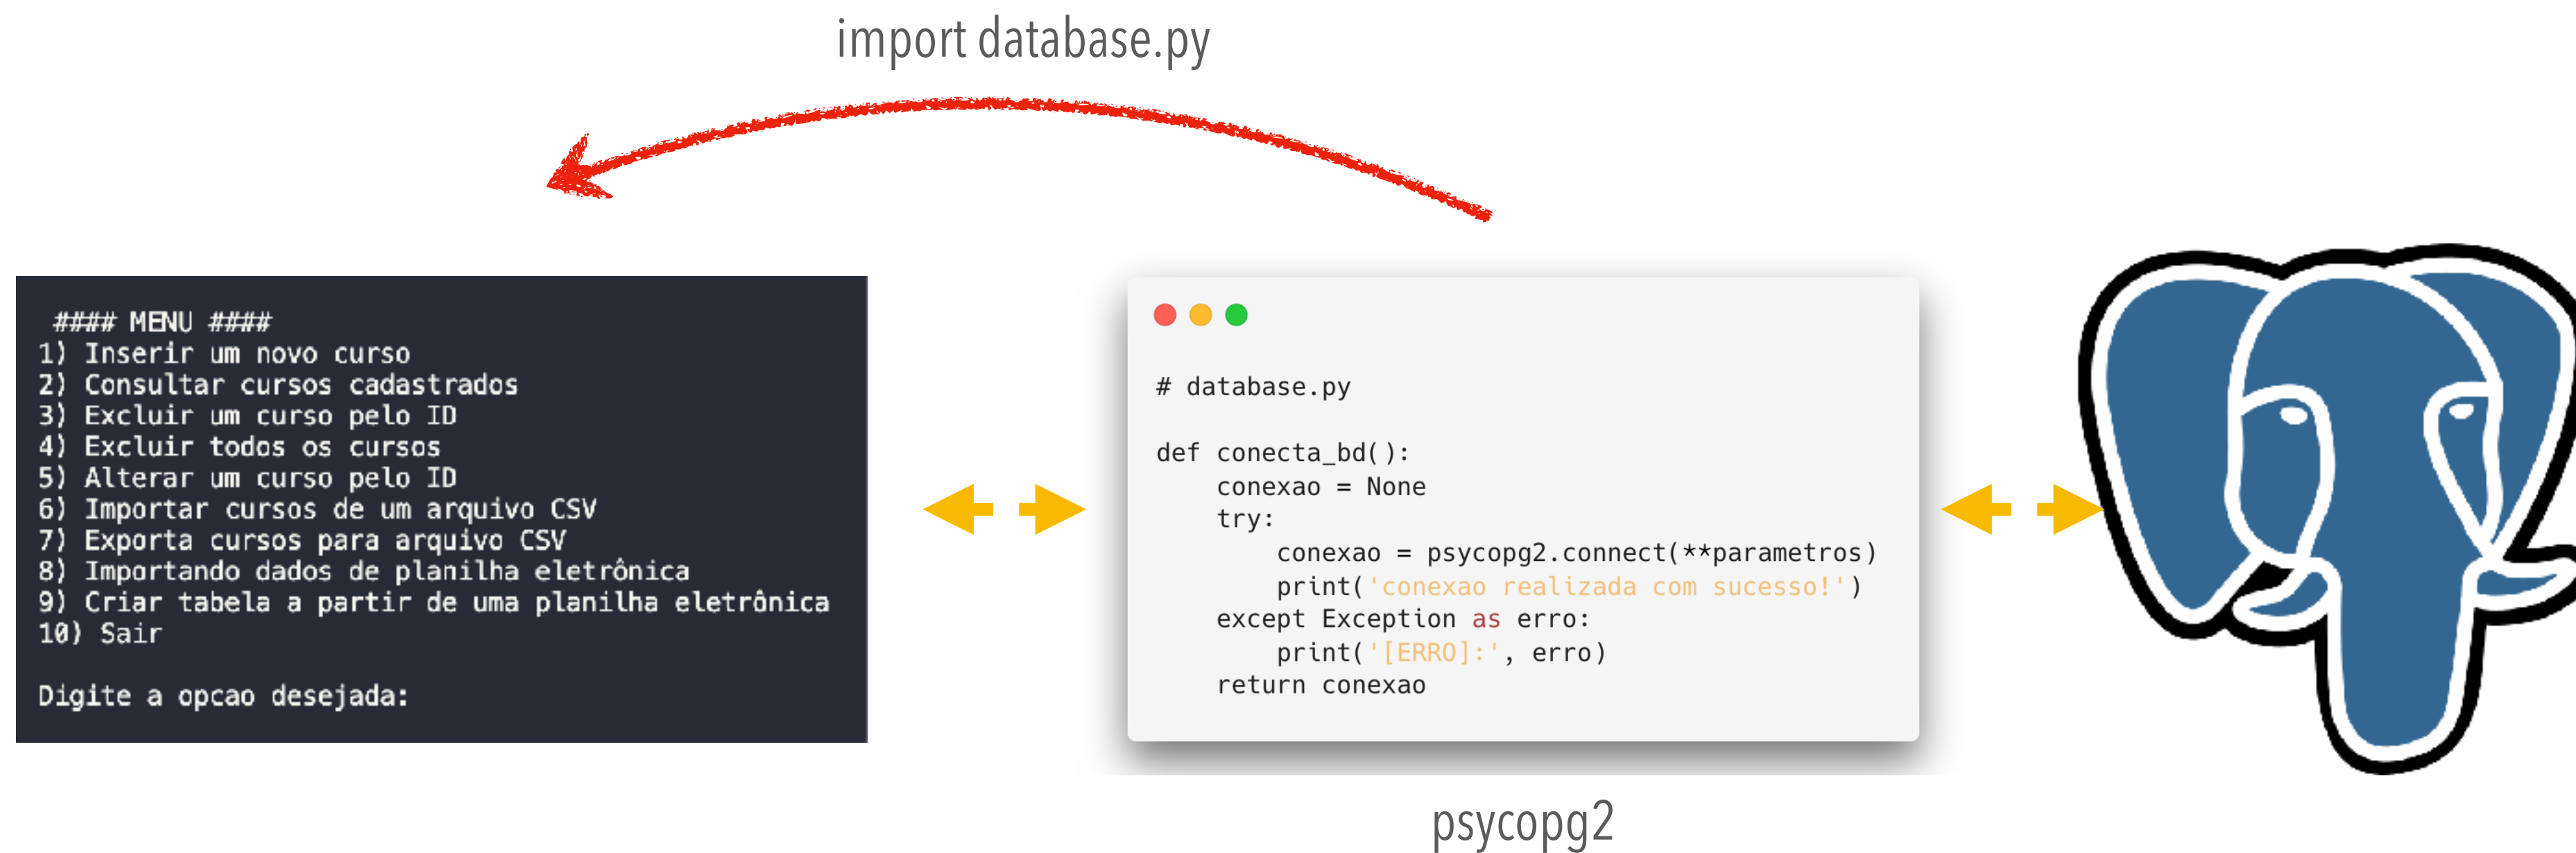 import database.py
#### MENU ####
1) Inserir um novo curso
2) Consultar cursos cadastrados
3) Excluir um curso pelo ID
4) Excluir todos os cursos
5) Alterar um curso pelo ID
6) Importar cursos de um arquivo CSV
7) Exporta cursos para arquivo CSV
8) Importando dados de planilha eletrônica
9) Criar tabela a partir de uma planilha eletrônica
10) Sair
Digite a opcao desejada:
# database.py
def conecta_bd():
    conexao = None
    try:
        conexao = psycopg2.connect(**parametros)
        print('conexao realizada com sucesso!')
    except Exception as erro:
        print('[ERRO]:', erro)
    return conexao
psycopg2